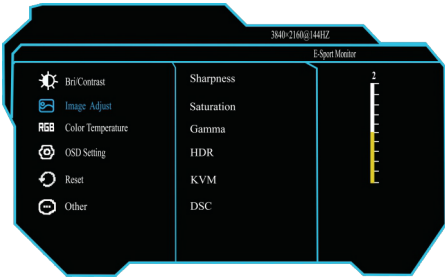 3840×2160@144HZ
E-Sport Monitor
Bri/Contrast
Image Adjust
RGB Color Temperature
OSD Setting
Reset
Other
Sharpness
Saturation
Gamma
HDR
KVM
DSC
2